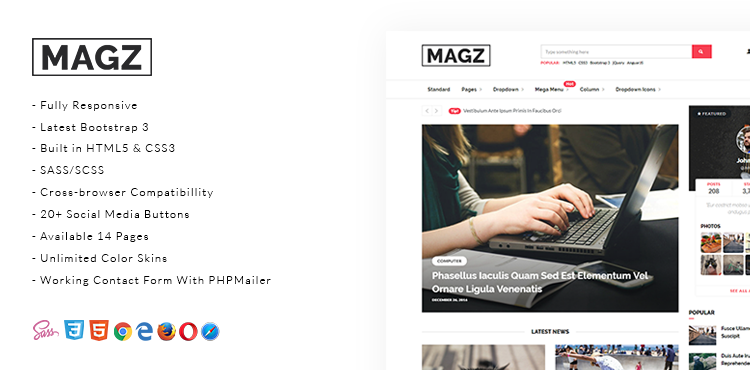 MAGZ
- Fully Responsive
- Latest Bootstrap 3
- Built in HTML5 & CSS3
- SASS/SCSS
- Cross-browser Compatibillity
- 20+ Social Media Buttons
- Available 14 Pages
- Unlimited Color Skins
- Working Contact Form With PHPMailer
Sass
MAGZ
Type something here
POPULAR: HTML5 CSS3 Bootstrap 3 jQuery AngularJS
Hot
Standard Pages Dropdown Mega Menu Column Dropdown Icons
Top! Vestibulum Ante Ipsum Primis In Faucibus Orci
FEATURED
COMPUTER
Phasellus Iaculis Quam Sed Est Elementum Vel
Ornare Ligula Venenatis
DECEMBER 26, 2016
POSTS
208
PHOTOS
SEE ALL
POPULAR
Fusce Ullam
Suscipit
Duis Aute Ir
Reprehende
LATEST NEWS